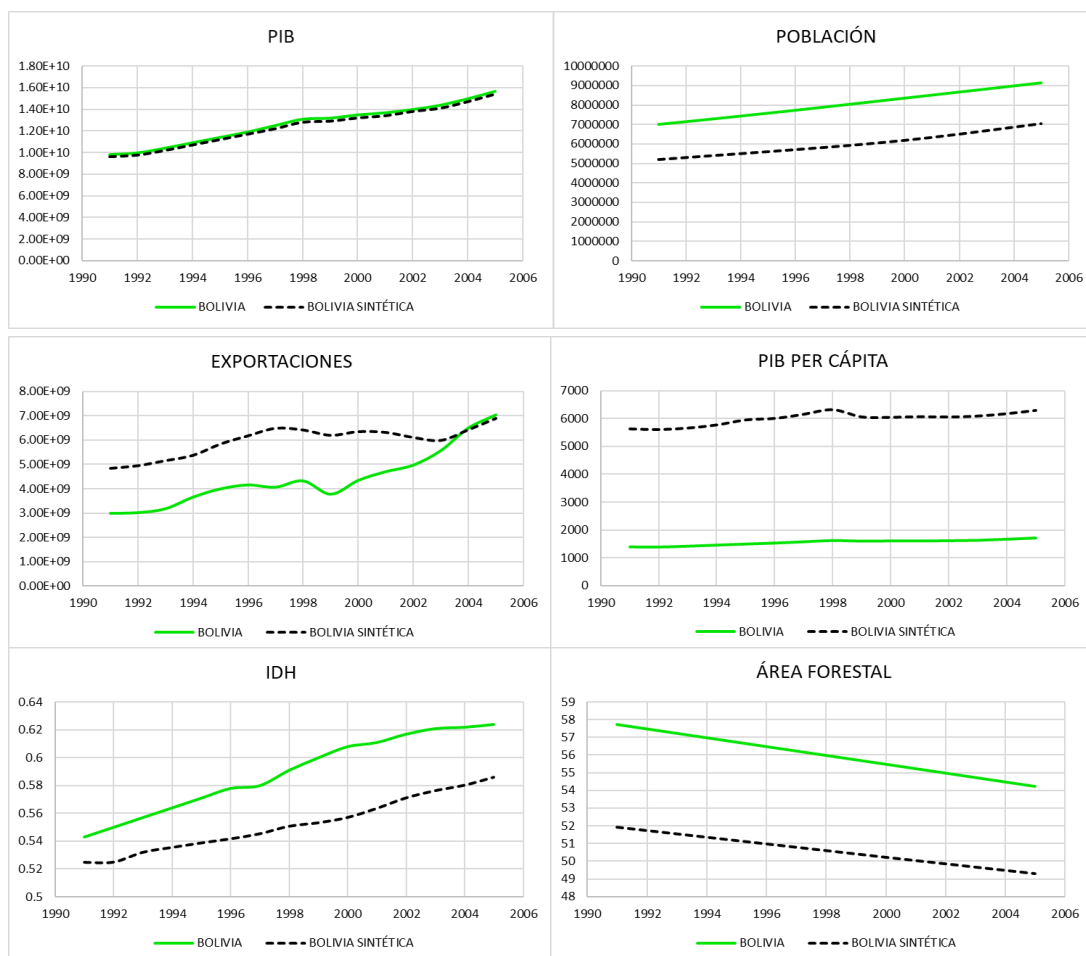 PIB
1.80E+10
1.60E+10
1.40E+10
1.20E+10
1.00E+10
8.00E+09
6.00E+09
4.00E+09
2.00E+09
0.00E+00
1990 1992 1994 1996 1998 2000 2002 2004 2006
BOLIVIA BOLIVIA SINTÉTICA
POBLACIÓN
10000000
9000000
8000000
7000000
6000000
5000000
4000000
3000000
2000000
1000000
0
1990 1992 1994 1996 1998 2000 2002 2004 2006
BOLIVIA BOLIVIA SINTÉTICA
EXPORTACIONES
8.00E+09
7.00E+09
6.00E+09
5.00E+09
4.00E+09
3.00E+09
2.00E+09
1.00E+09
0.00E+00
1990 1992 1994 1996 1998 2000 2002 2004 2006
BOLIVIA BOLIVIA SINTÉTICA
PIB PER CÁPITA
7000
6000
5000
4000
3000
2000
1000
0
1990 1992 1994 1996 1998 2000 2002 2004 2006
BOLIVIA BOLIVIA SINTÉTICA
IDH
0.64
0.62
0.6
0.58
0.56
0.54
0.52
0.5
1990 1992 1994 1996 1998 2000 2002 2004 2006
BOLIVIA BOLIVIA SINTÉTICA
ÁREA FORESTAL
59
58
57
56
55
54
53
52
51
50
49
48
1990 1992 1994 1996 1998 2000 2002 2004 2006
BOLIVIA BOLIVIA SINTÉTICA